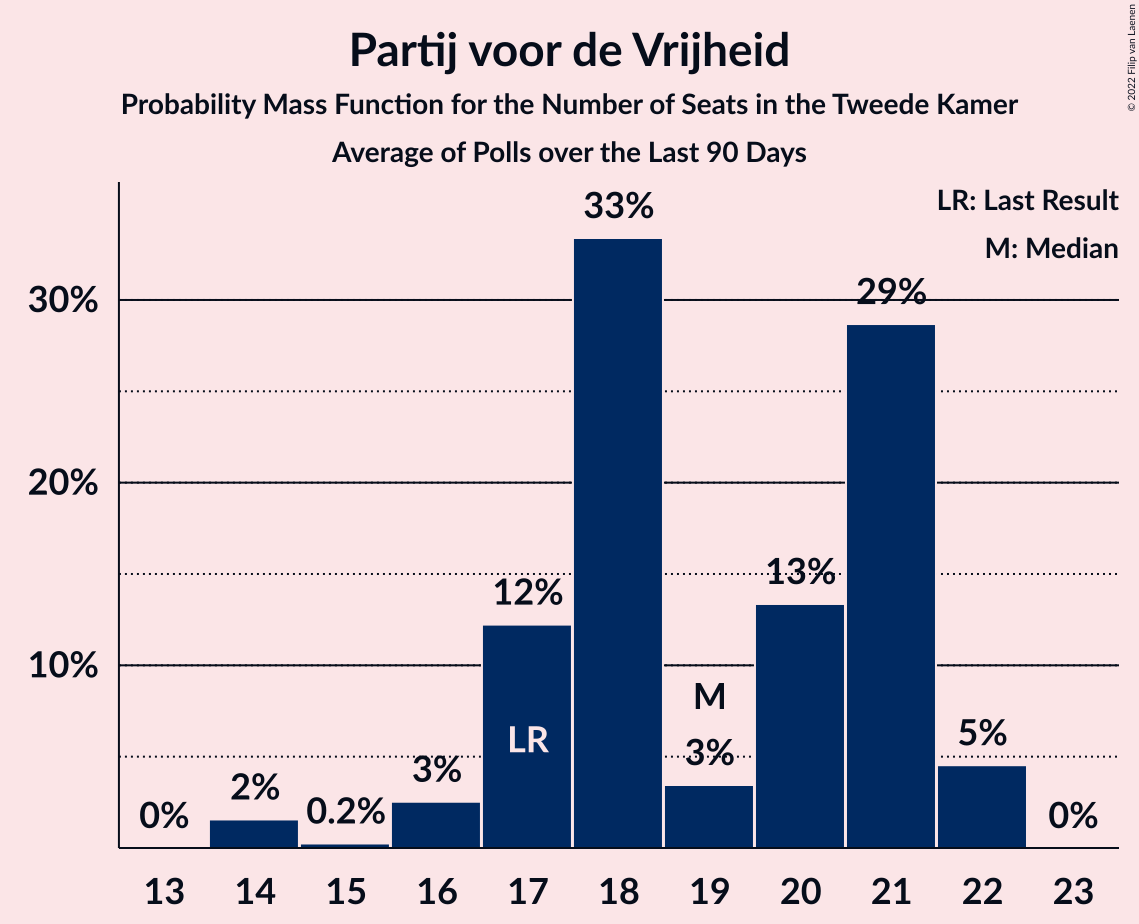 Partij voor de Vrijheid
Probability Mass Function for the Number of Seats in the Tweede Kamer
Average of Polls over the Last 90 Days
© 2022 Filip van Laenen
LR: Last Result
M: Median
33%
29%
30%
20%
13%
12%
10%
M
LR
3%
5%
3%
2%
0.2%
0%
0%
13 14 15 16 17 18 19 20 21 22 23